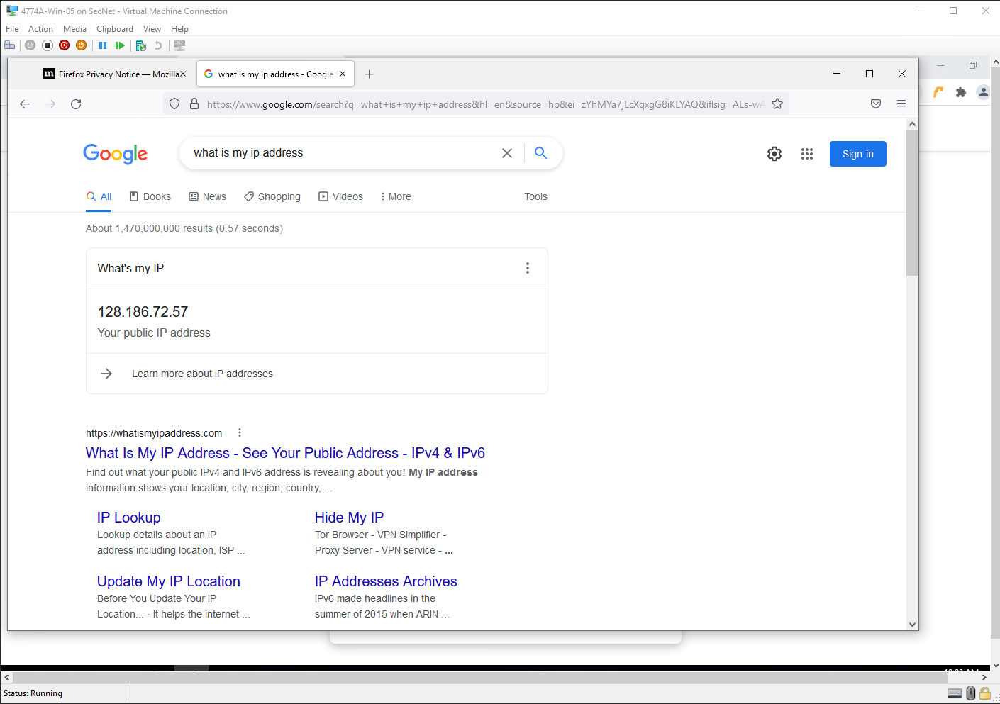 4774A-Win-05 on SecNet - Virtual Machine Connection
File Action Media Clipboard View Help
Firefox Privacy Notice — Mozilla
what is my ip address - Google
https://www.google.com/search?q=what+is+my+ip+address&hl=en&source=hp&ei=zYhMYa7jLcXqxgG8iKLYAQ&iflsig=ALs-wA
Google
what is my ip address
Sign in
All Books News Shopping Videos More Tools
About 1,470,000,000 results (0.57 seconds)
What's my IP
128.186.72.57
Your public IP address
Learn more about IP addresses
https://whatismyipaddress.com
What Is My IP Address - See Your Public Address - IPv4 & IPv6
Find out what your public IPv4 and IPv6 address is revealing about you! My IP address
information shows your location; city, region, country, ...
IP Lookup
Lookup details about an IP
address including location, ISP ...
Hide My IP
Tor Browser - VPN Simplifier -
Proxy Server - VPN service - ...
Update My IP Location
Before You Update Your IP
Location... · It helps the internet ...
IP Addresses Archives
IPv6 made headlines in the
summer of 2015 when ARIN ...
Status: Running